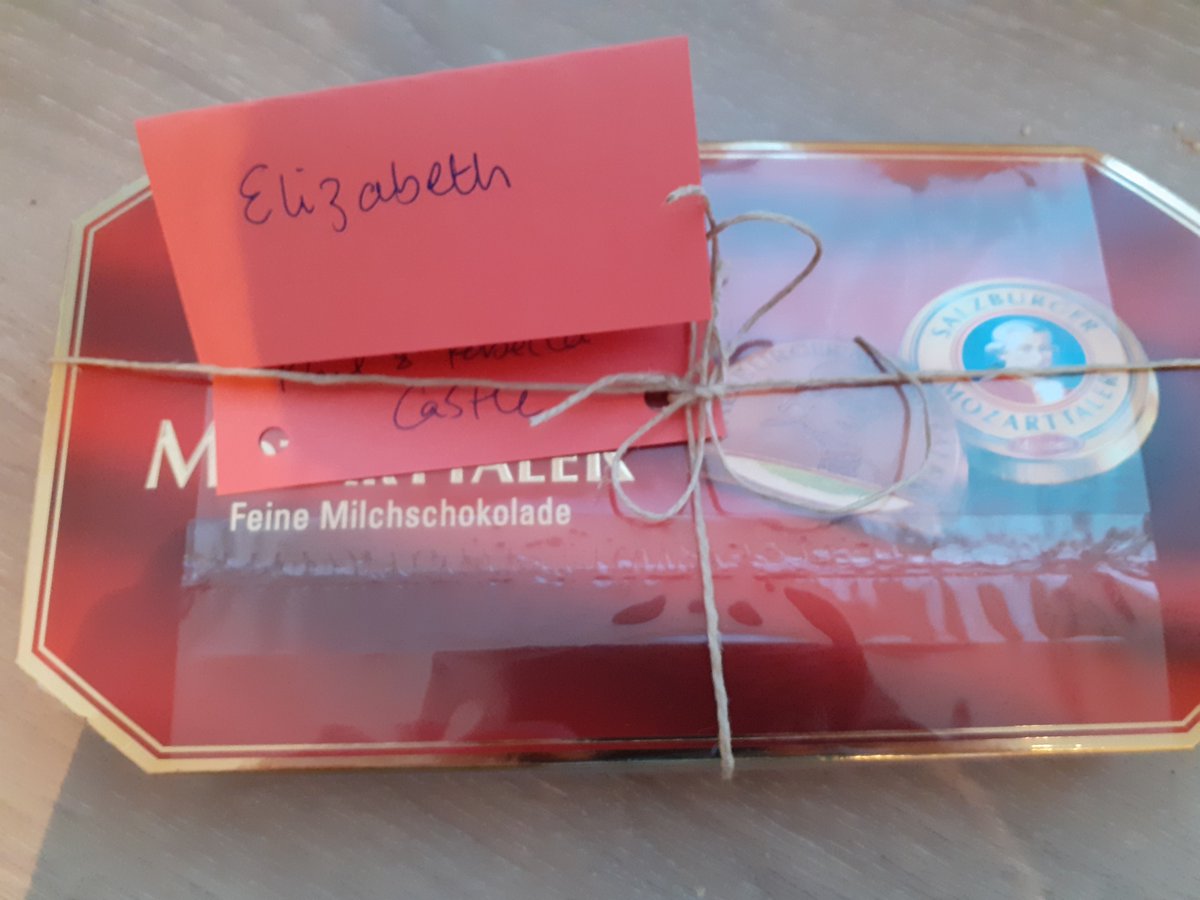 Elizabeth
&
Castle
Feine Milchschokolade
SALZBURGER
MOZARTTALER